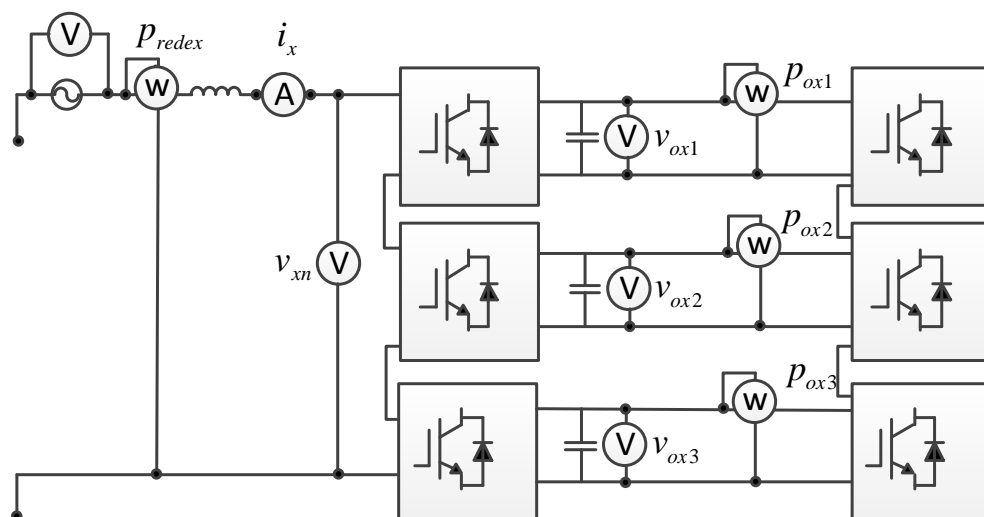 V
p_redex
W
i_x
A
V
v_xn
V
v_ox1
W
p_ox1
V
v_ox2
W
p_ox2
V
v_ox3
W
p_ox3